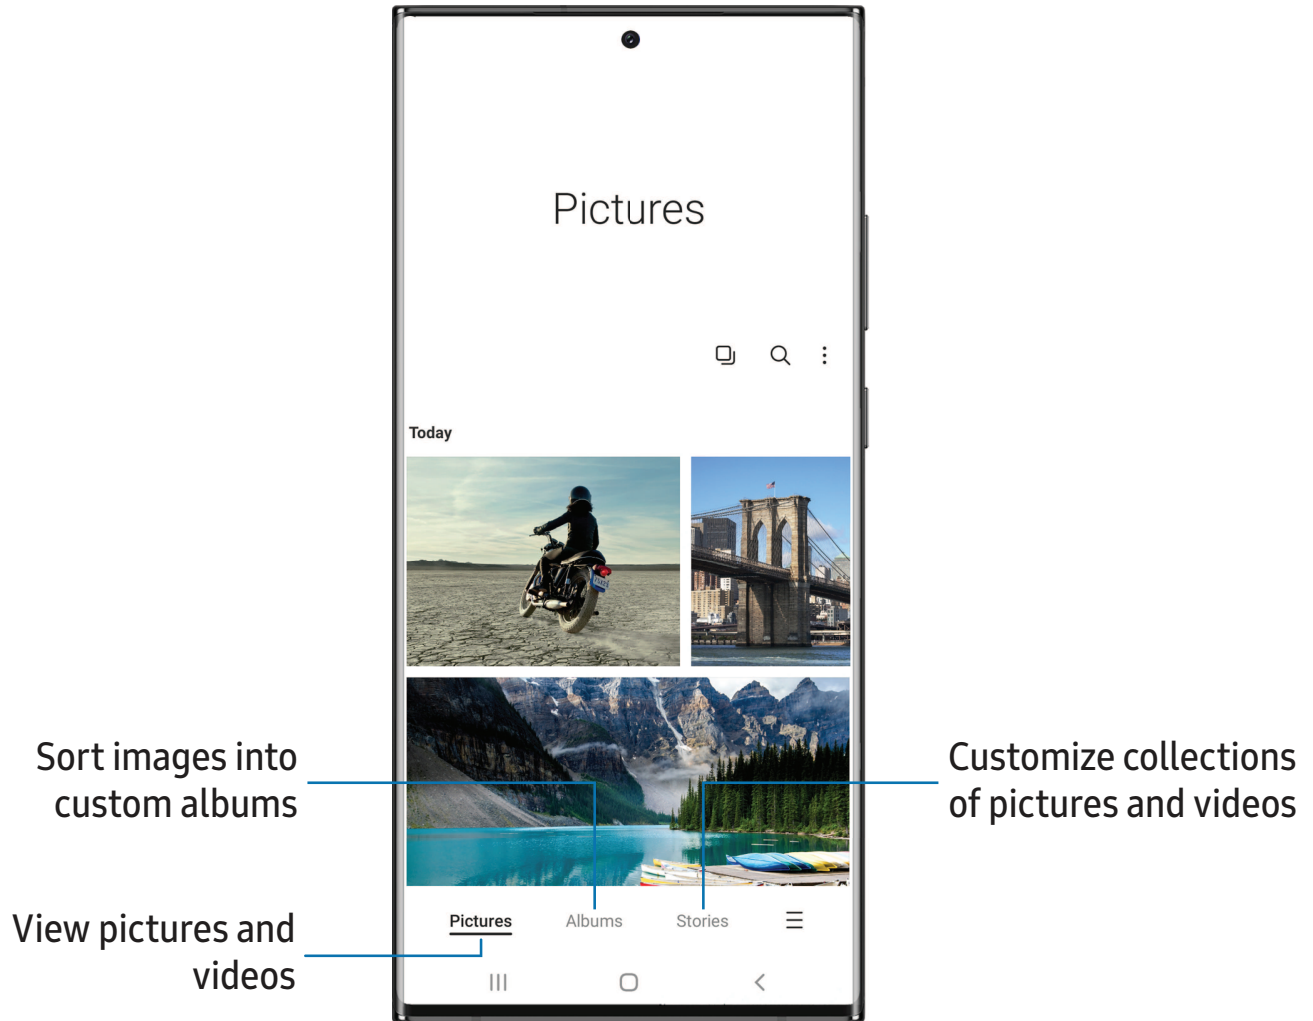 Pictures
Today
Sort images into
custom albums
Customize collections
of pictures and videos
View pictures and
videos
Pictures
Albums
Stories